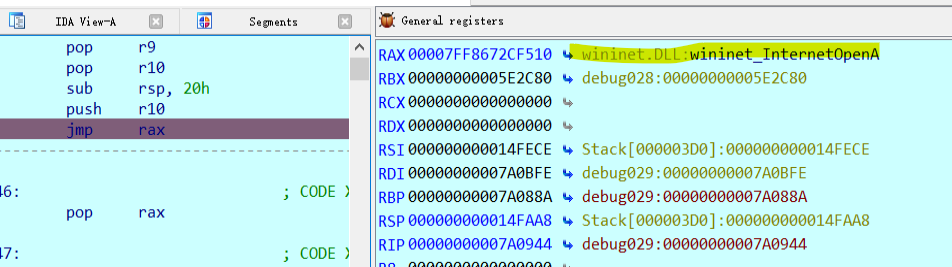 IDA View-A
Segments
General registers
pop r9
pop r10
sub rsp, 20h
push r10
jmp rax
46: ; CODE X
pop rax
47: ; CODE X
RAX 00007FF8672CF510 wininet.DLL:wininet_InternetOpenA
RBX 00000000005E2C80 debug028:00000000005E2C80
RCX 0000000000000000
RDX 0000000000000000
RSI 000000000014FECE Stack[000003D0]:000000000014FECE
RDI 00000000007A0BFE debug029:00000000007A0BFE
RBP 00000000007A088A debug029:00000000007A088A
RSP 000000000014FAA8 Stack[000003D0]:000000000014FAA8
RIP 00000000007A0944 debug029:00000000007A0944